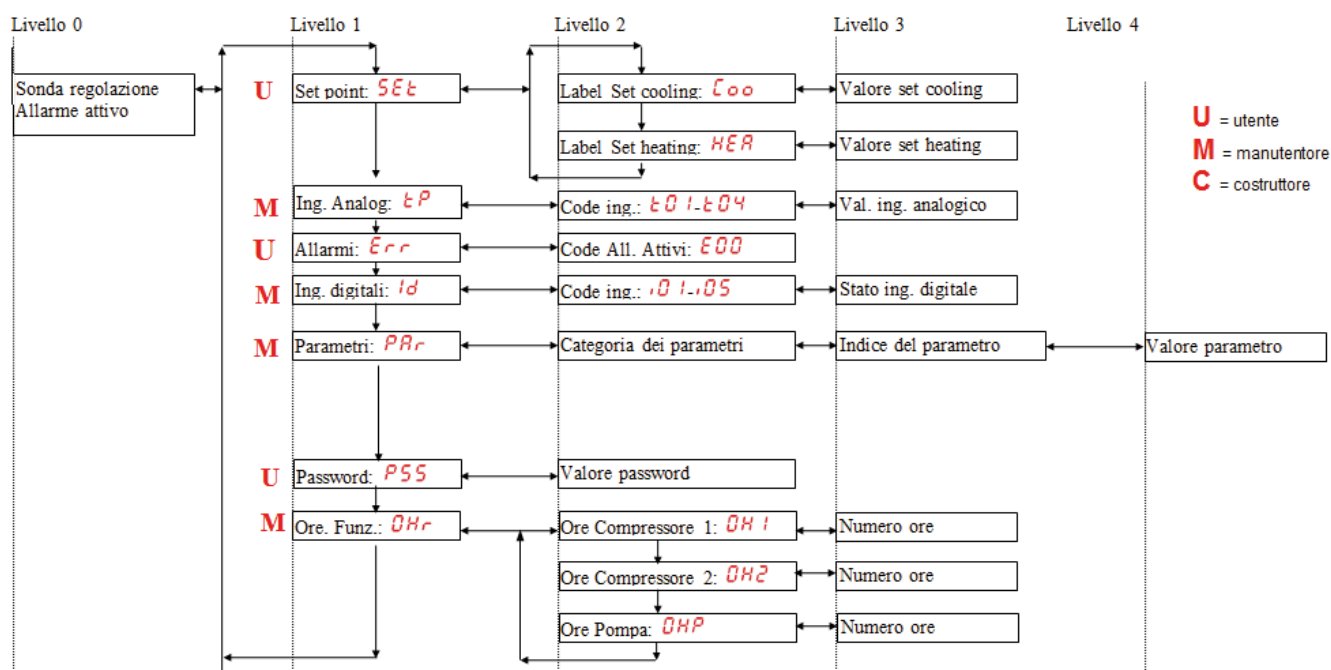 Livello 0 Livello 1 Livello 2 Livello 3 Livello 4
Sonda regolazione
Allarme attivo
U Set point: SEt Label Set cooling: Coo Valore set cooling
Label Set heating: HEA Valore set heating
U = utente
M = manutentore
C = costruttore
M Ing. Analog: tP Code ing.: t01-t04 Val. ing. analogico
U Allarmi: Err Code All. Attivi: E00
M Ing. digitali: Id Code ing.: i01-i05 Stato ing. digitale
M Parametri: PAr Categoria dei parametri Indice del parametro Valore parametro
U Password: PSS Valore password
M Ore. Funz.: OHr Ore Compressore 1: OH1 Numero ore
Ore Compressore 2: OH2 Numero ore
Ore Pompa: OHP Numero ore